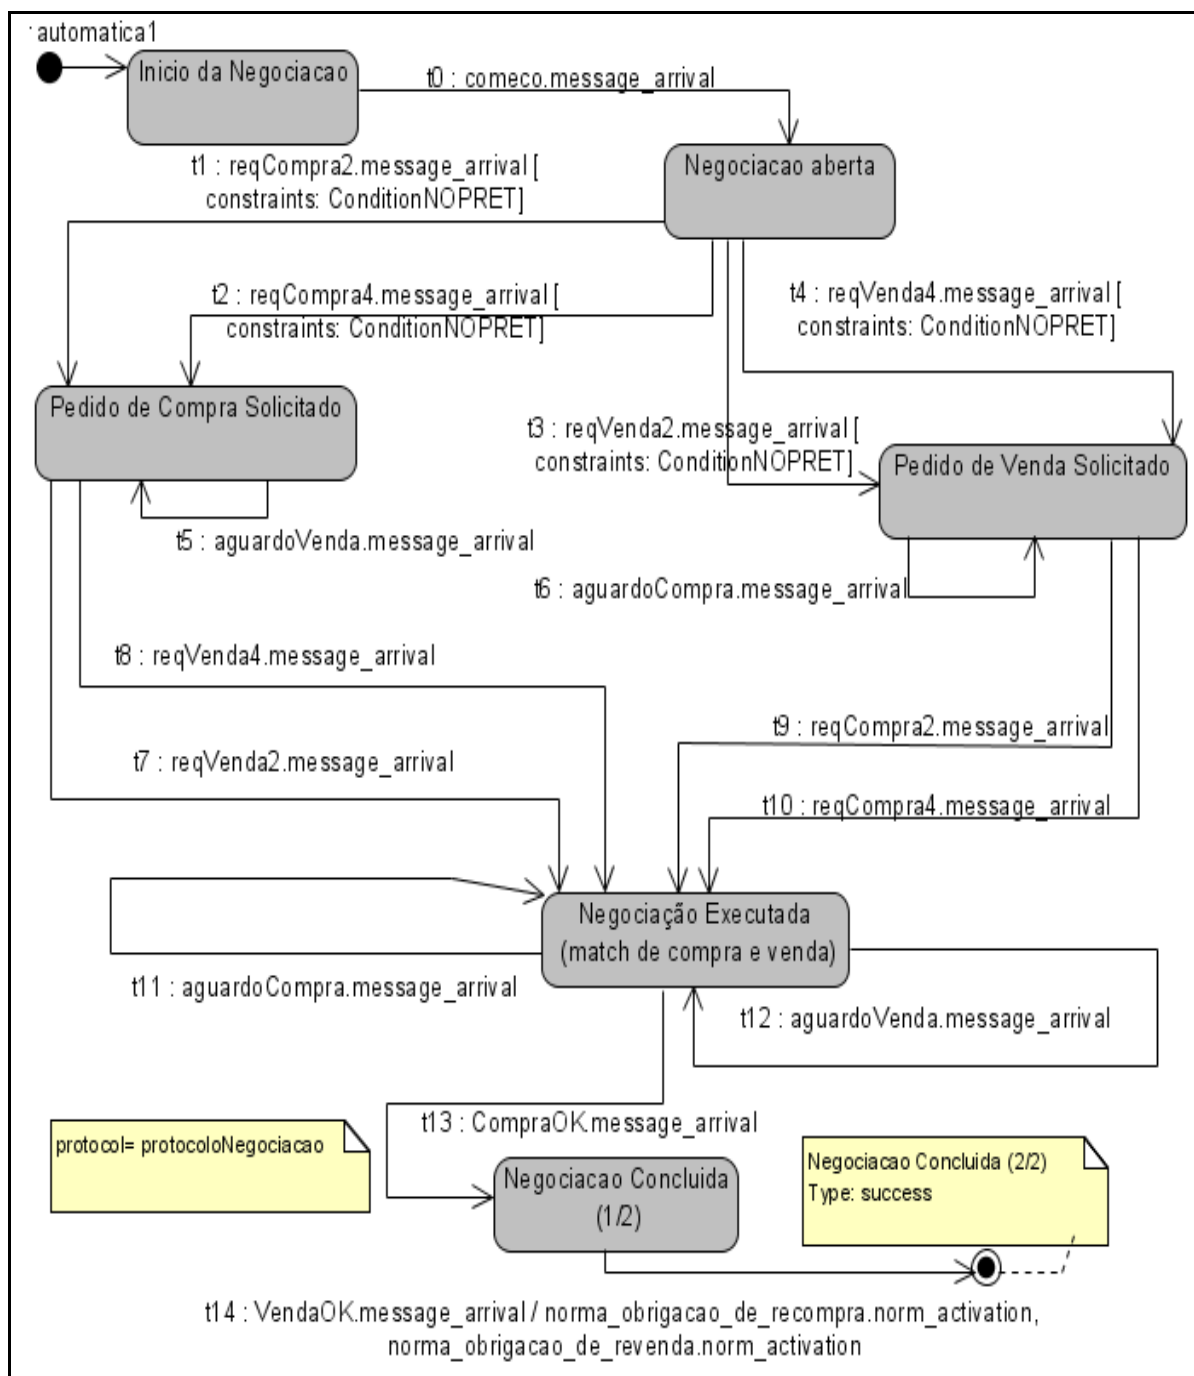 automatica1
Inicio da Negociacao
t0 : comeco.message_arrival
t1 : reqCompra2.message_arrival [
constraints: ConditionNOPRET]
Negociacao aberta
t2 : reqCompra4.message_arrival [
constraints: ConditionNOPRET]
t4 : reqVenda4.message_arrival [
constraints: ConditionNOPRET]
Pedido de Compra Solicitado
t3 : reqVenda2.message_arrival [
constraints: ConditionNOPRET]
Pedido de Venda Solicitado
t5 : aguardoVenda.message_arrival
t6 : aguardoCompra.message_arrival
t8 : reqVenda4.message_arrival
t9 : reqCompra2.message_arrival
t7 : reqVenda2.message_arrival
t10 : reqCompra4.message_arrival
Negociação Executada
(match de compra e venda)
t11 : aguardoCompra.message_arrival
t12 : aguardoVenda.message_arrival
t13 : CompraOK.message_arrival
protocol= protocoloNegociacao
Negociacao Concluida
(1/2)
Negociacao Concluida (2/2)
Type: success
t14 : VendaOK.message_arrival / norma_obrigacao_de_recompra.norm_activation,
norma_obrigacao_de_revenda.norm_activation